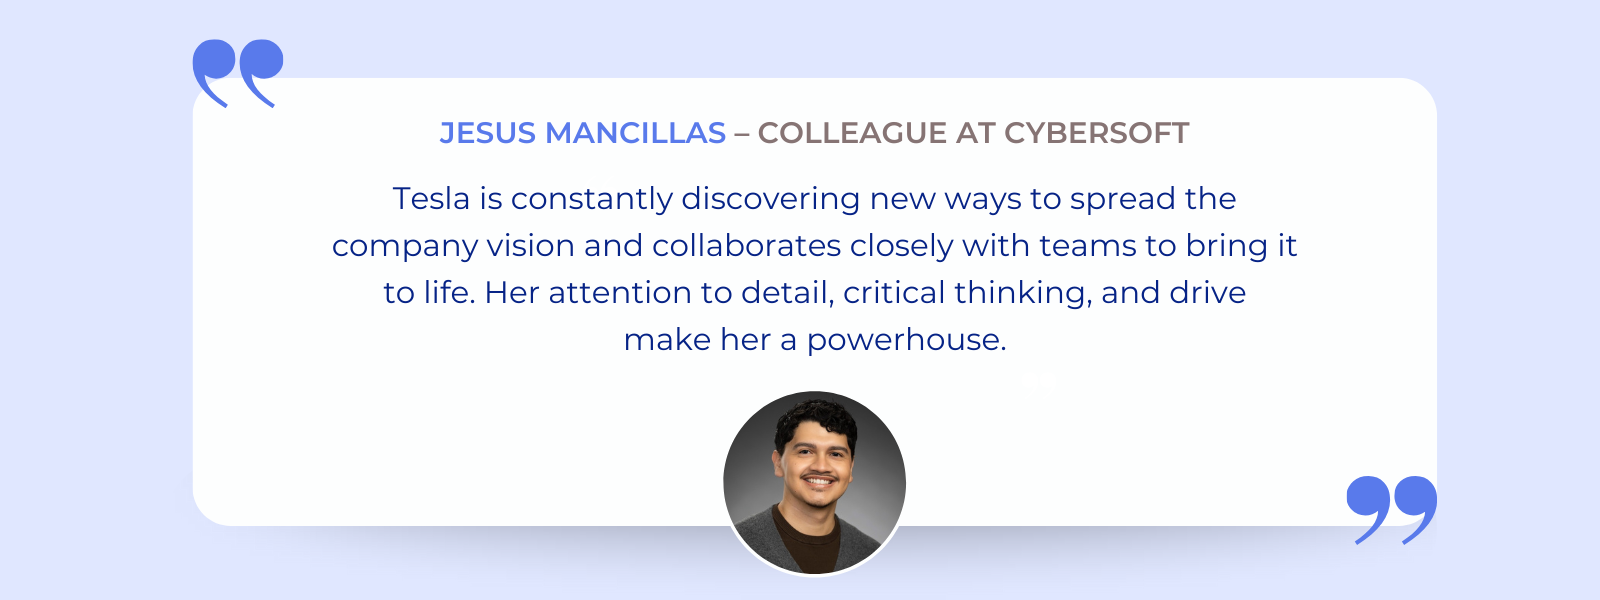 JESUS MANCILLAS – COLLEAGUE AT CYBERSOFT
Tesla is constantly discovering new ways to spread the
company vision and collaborates closely with teams to bring it
to life. Her attention to detail, critical thinking, and drive
make her a powerhouse.